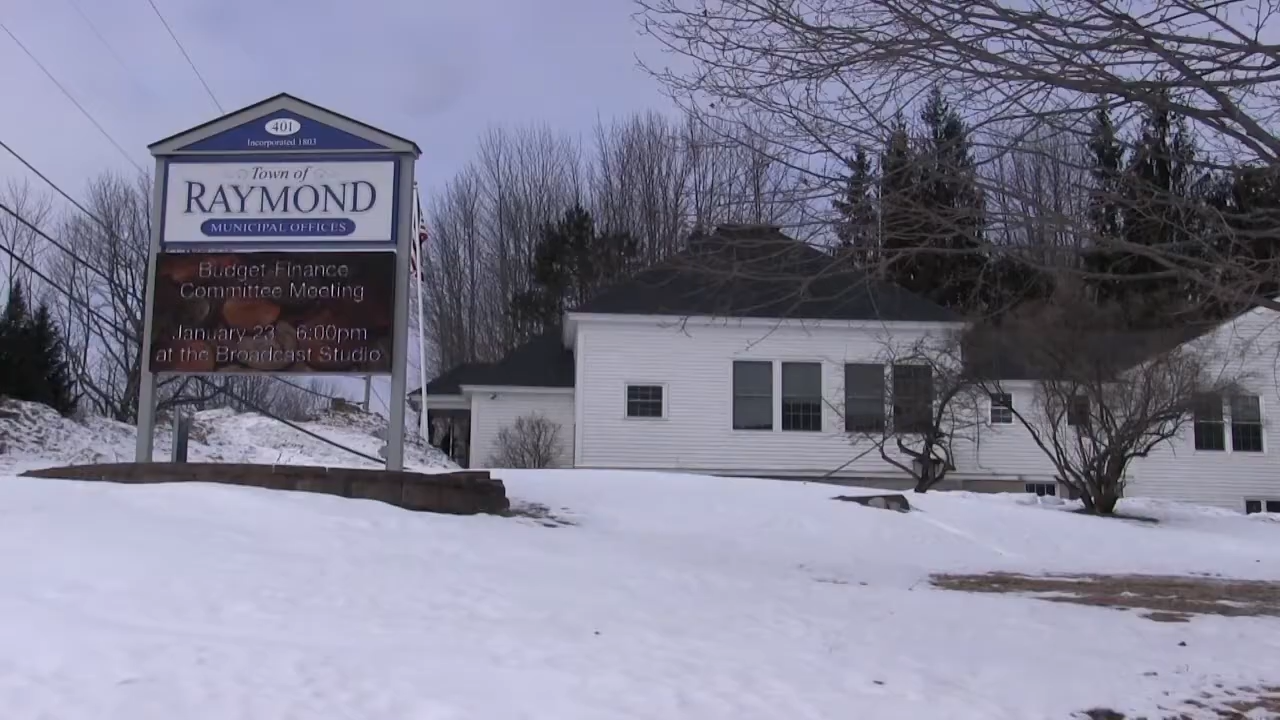 401
Incorporated 1803
Town of
RAYMOND
MUNICIPAL OFFICES
Budget-Finance
Committee Meeting
January 23 6:00pm
at the Broadcast Studio